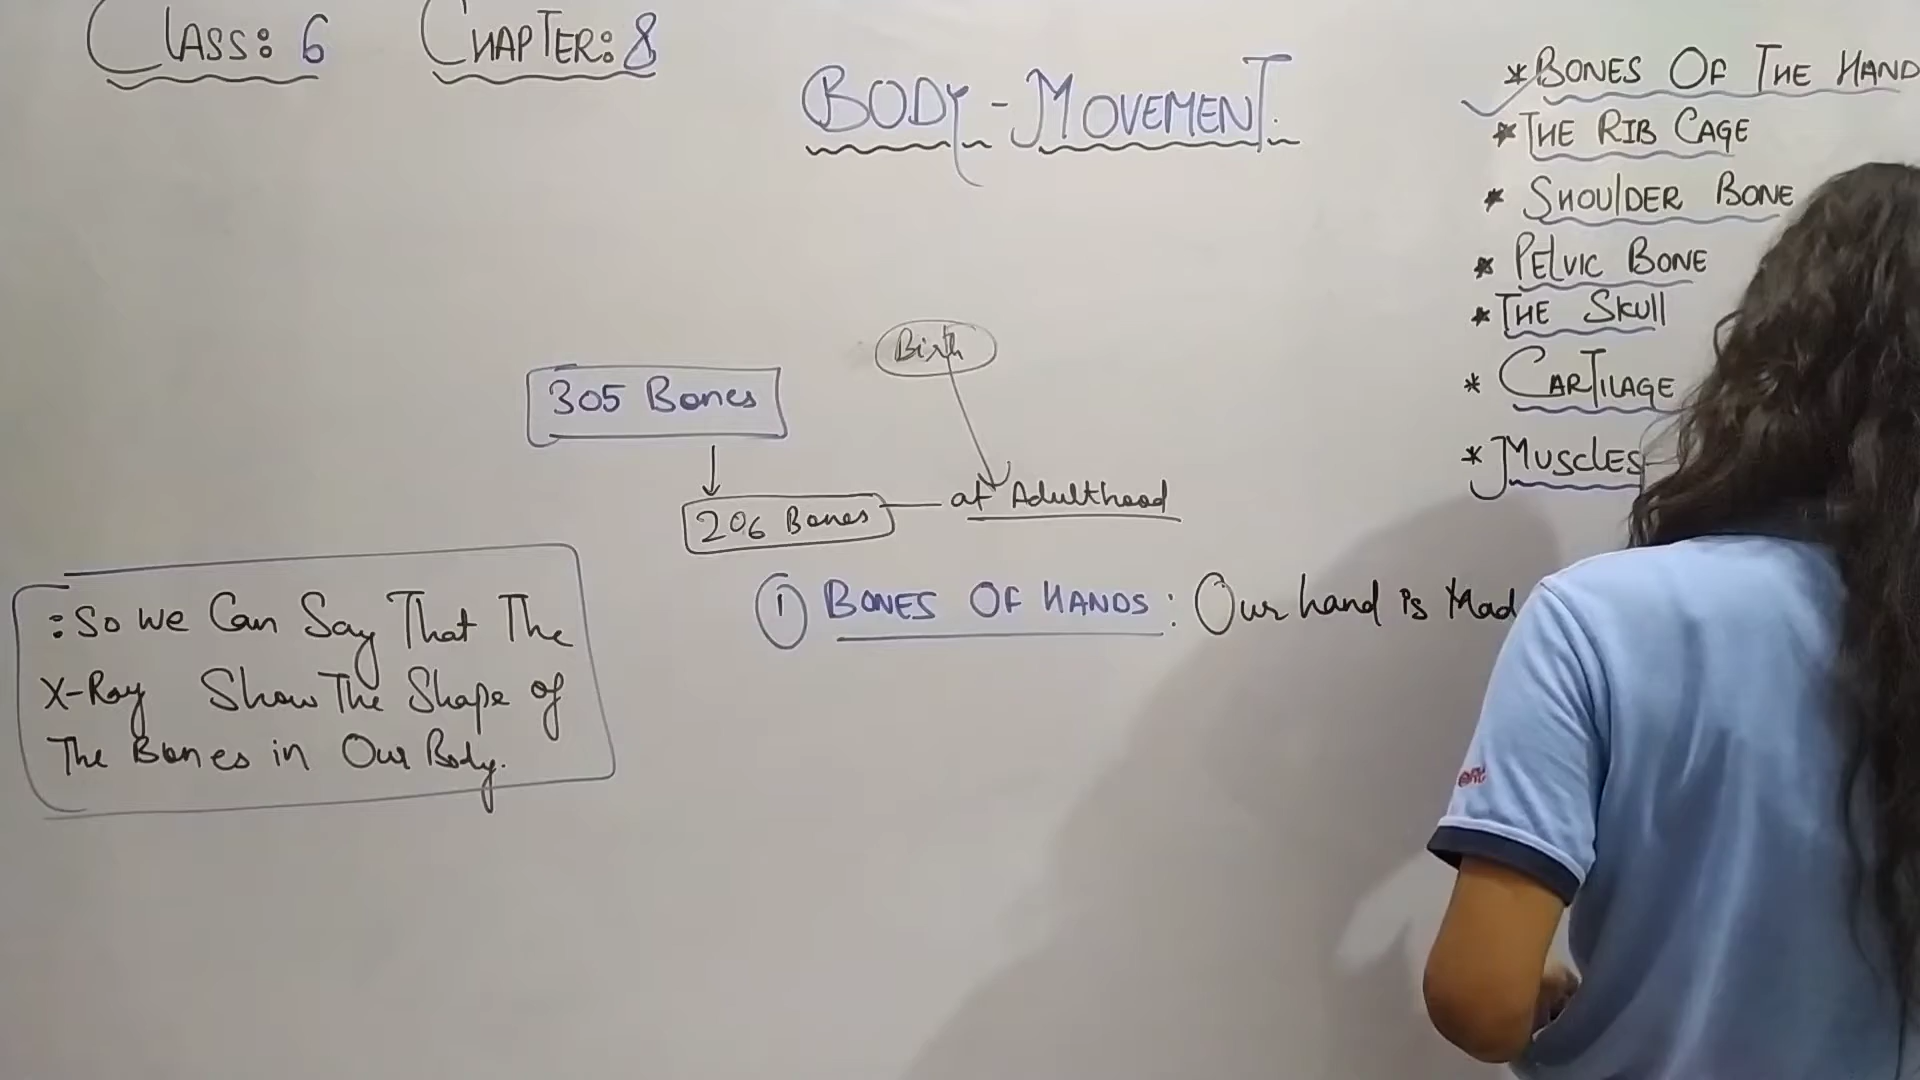 CLASS: 6 CHAPTER: 8
BODY-MOVEMENT.
*BONES OF THE HAND
*THE RIB CAGE
* SHOULDER BONE
* PELVIC BONE
* THE SKULL
* CARTILAGE
* MUSCLES
Birth
305 Bones
206 Bones — at Adulthood
:So We Can Say That The
X-Ray Show The Shape of
The Bones in Our Body.
1 BONES OF HANDS: Our hand is Mad